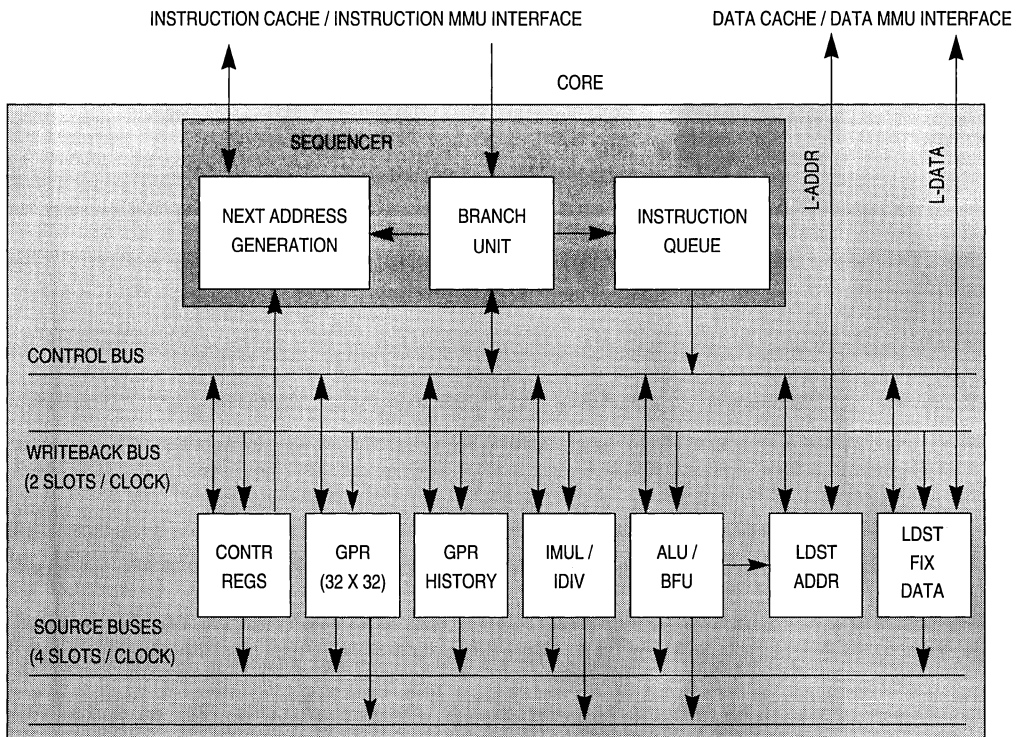 INSTRUCTION CACHE / INSTRUCTION MMU INTERFACE
DATA CACHE / DATA MMU INTERFACE
CORE
SEQUENCER
L-ADDR
L-DATA
NEXT ADDRESS
GENERATION
BRANCH
UNIT
INSTRUCTION
QUEUE
CONTROL BUS
WRITEBACK BUS
(2 SLOTS / CLOCK)
CONTR
REGS
GPR
(32 X 32)
GPR
HISTORY
IMUL /
IDIV
ALU /
BFU
LDST
ADDR
LDST
FIX
DATA
SOURCE BUSES
(4 SLOTS / CLOCK)